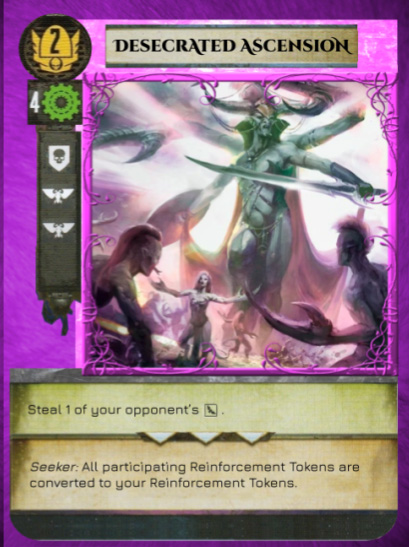 2
DESECRATED ASCENSION
4
Steal 1 of your opponent's .
Seeker: All participating Reinforcement Tokens are
converted to your Reinforcement Tokens.